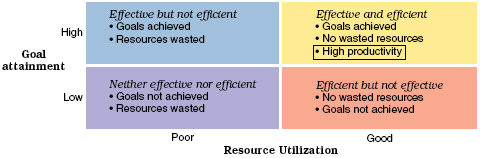 High
Goal
attainment
Low
Effective but not efficient
• Goals achieved
• Resources wasted
Effective and efficient
• Goals achieved
• No wasted resources
• High productivity
Neither effective nor efficient
• Goals not achieved
• Resources wasted
Efficient but not effective
• No wasted resources
• Goals not achieved
Poor
Good
Resource Utilization